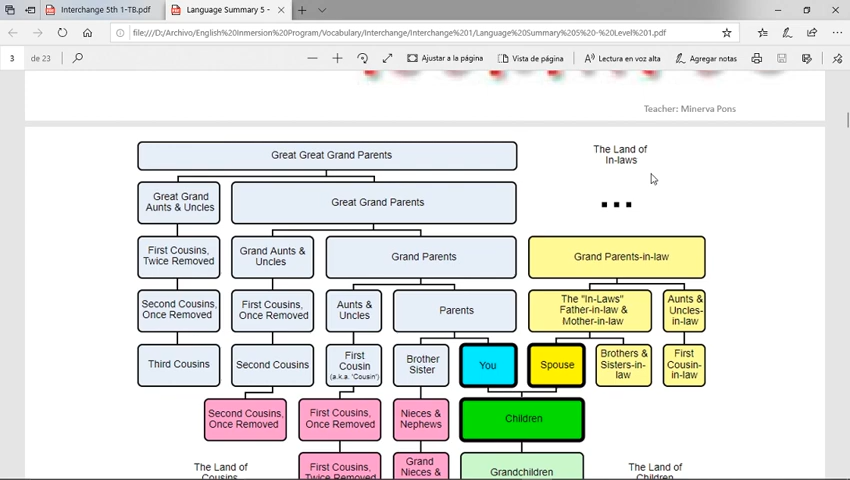 Interchange 5th 1-TB.pdf
Language Summary 5 -
file:///D:/Archivo/English%20Inmersion%20Program/Vocabulary/Interchange/Interchange%201/Language%20Summary%205%20-%20Level%201.pdf
3 de 23
Ajustar a la página
Vista de página
Lectura en voz alta
Agregar notas
Teacher: Minerva Pons
Great Great Grand Parents
The Land of
In-laws
Great Grand
Aunts & Uncles
Great Grand Parents
First Cousins,
Twice Removed
Grand Aunts &
Uncles
Grand Parents
Grand Parents-in-law
Second Cousins,
Once Removed
First Cousins,
Once Removed
Aunts &
Uncles
Parents
The "In-Laws"
Father-in-law &
Mother-in-law
Aunts &
Uncles-
in-law
Third Cousins
Second Cousins
First
Cousin
(a.k.a. 'Cousin')
Brother
Sister
You
Spouse
Brothers &
Sisters-in-
law
First
Cousin-
in-law
Second Cousins,
Once Removed
First Cousins,
Once Removed
Nieces &
Nephews
Children
The Land of
Cousins
First Cousins,
Twice Removed
Grand
Nieces &
Grandchildren
The Land of
Children